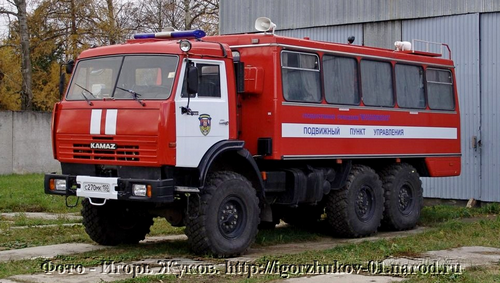 ПОДВИЖНЫЙ ПУНКТ УПРАВЛЕНИЯ
KAMAZ
Фото - Игорь Жуков. http://igorzhukov-01.narod.ru